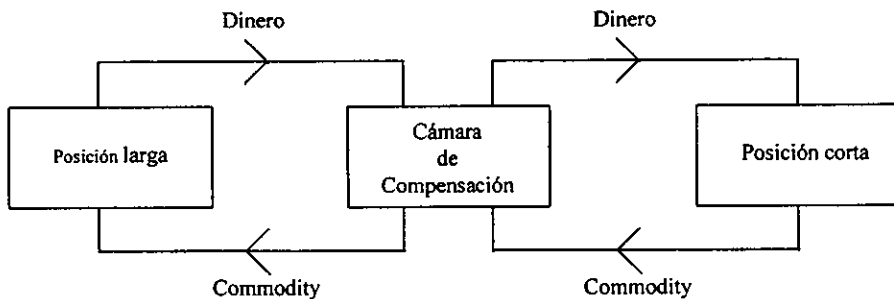 Dinero
Dinero
Posición larga
Cámara
de
Compensación
Posición corta
Commodity
Commodity